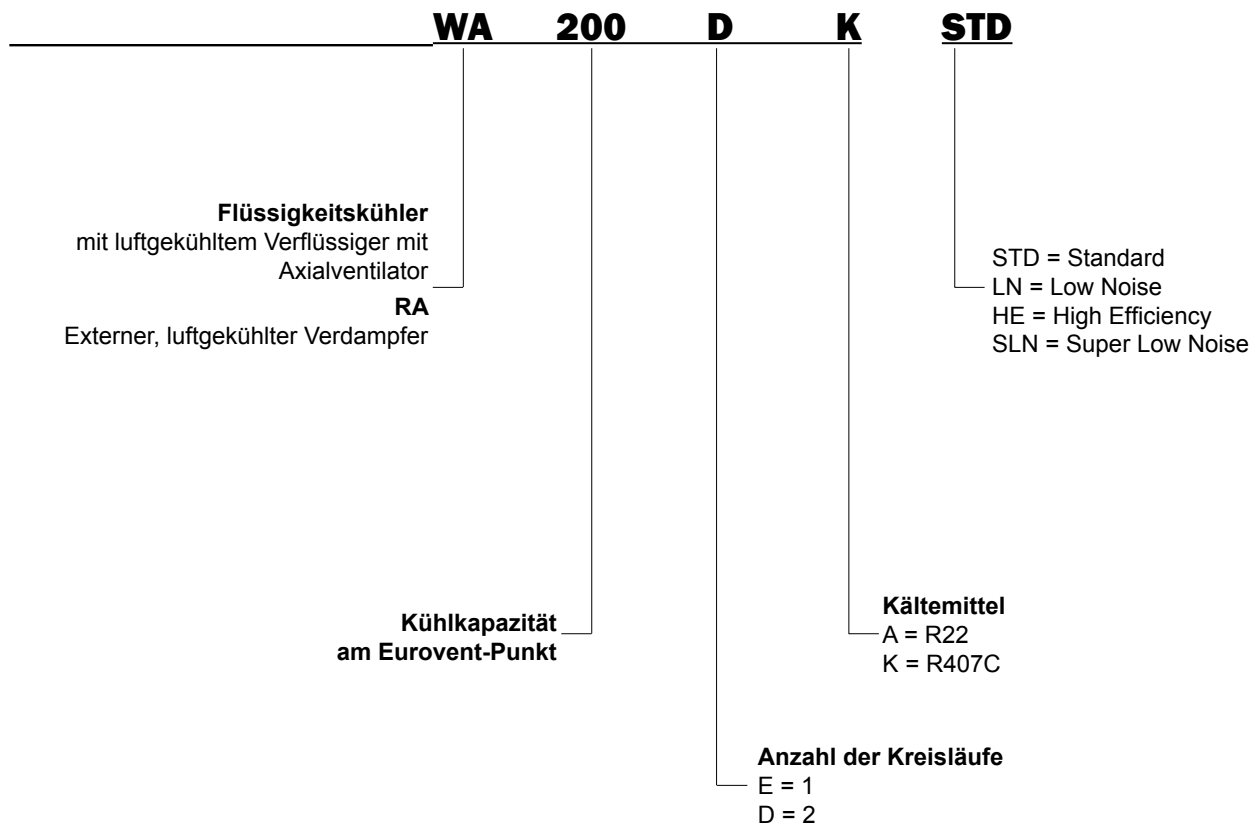 WA 200 D K STD
Flüssigkeitskühler
mit luftgekühltem Verflüssiger mit
Axialventilator
RA
Externer, luftgekühlter Verdampfer
STD = Standard
LN = Low Noise
HE = High Efficiency
SLN = Super Low Noise
Kühlkapazität
am Eurovent-Punkt
Kältemittel
A = R22
K = R407C
Anzahl der Kreisläufe
E = 1
D = 2